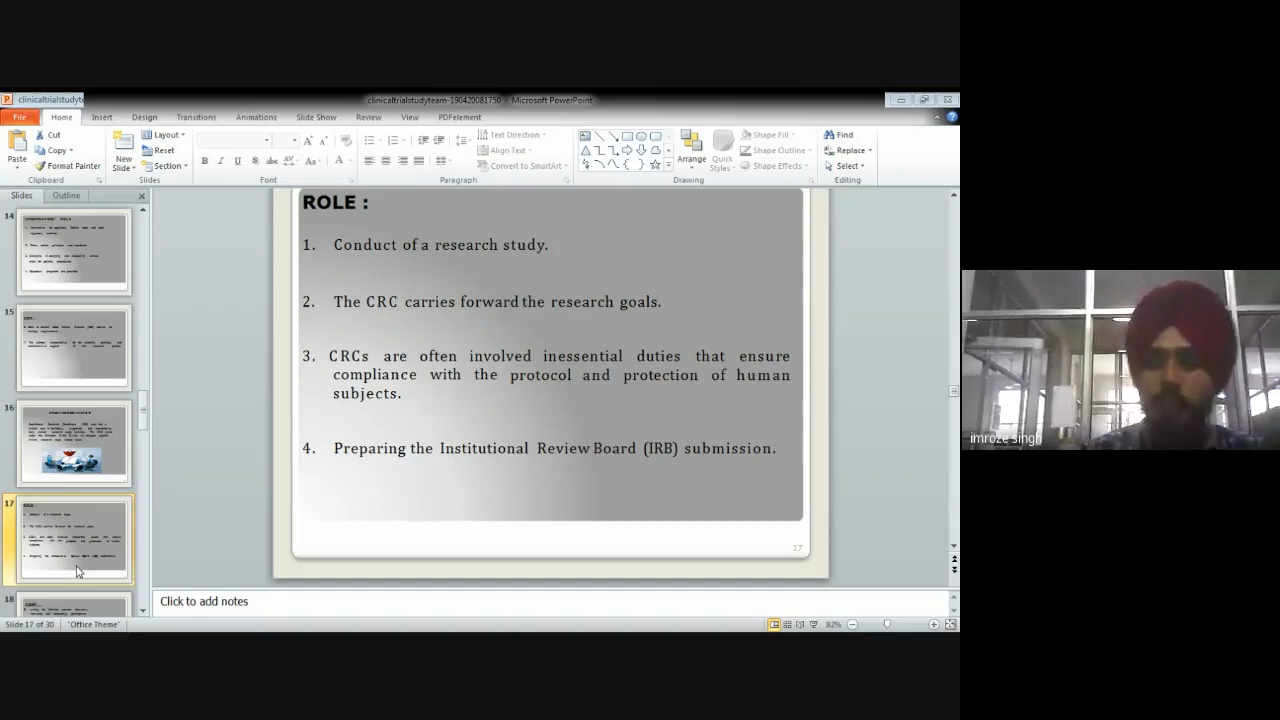 clinicaltrialstudyte
clinicaltrialstudyteam-190420081750 - Microsoft PowerPoint
File Home Insert Design Transitions Animations Slide Show Review View PDFelement
Paste
Cut
Copy
Format Painter
Clipboard
New
Slide
Layout
Reset
Section
Slides
B I U S abc AV Aa A
Font
Text Direction
Align Text
Convert to SmartArt
Paragraph
Arrange
Quick
Styles
Shape Fill
Shape Outline
Shape Effects
Drawing
Find
Replace
Select
Editing
Slides Outline
14
15
16
17
18
ROLE :
1. Conduct of a research study.
2. The CRC carries forward the research goals.
3. CRCs are often involved inessential duties that ensure
compliance with the protocol and protection of human
subjects.
4. Preparing the Institutional Review Board (IRB) submission.
17
Click to add notes
Slide 17 of 30 "Office Theme" 82%
imroze singh